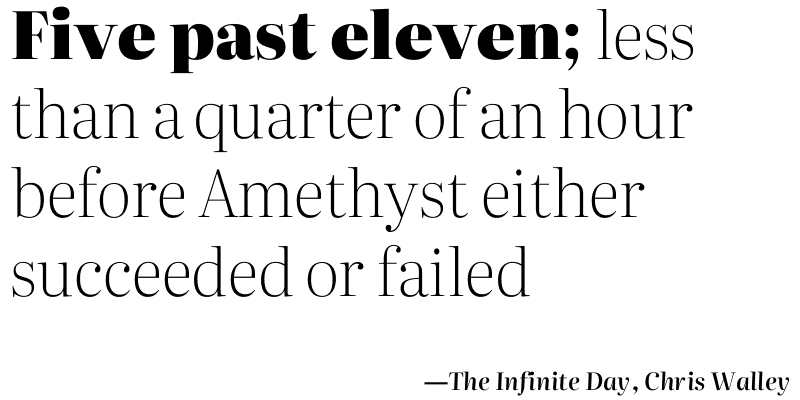 Five past eleven; less
than a quarter of an hour
before Amethyst either
succeeded or failed
—The Infinite Day, Chris Walley